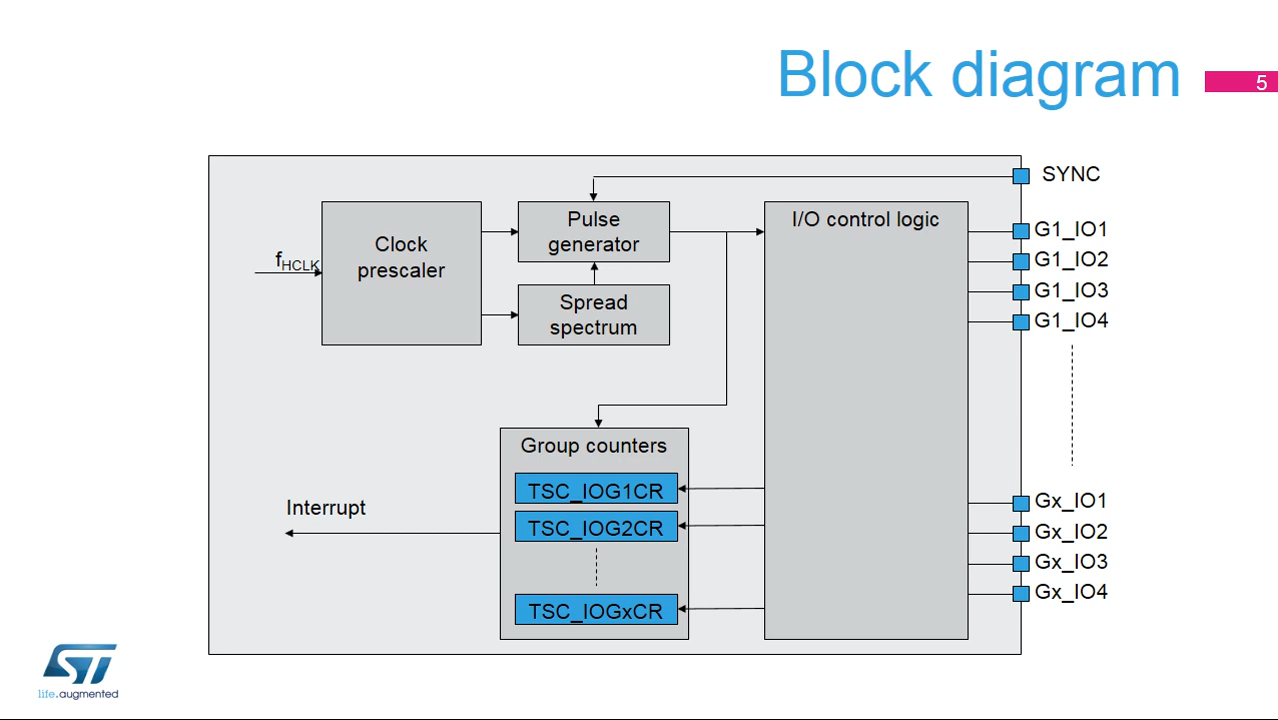 Block diagram
5
SYNC
Clock
prescaler
Pulse
generator
I/O control logic
G1_IO1
G1_IO2
G1_IO3
G1_IO4
fHCLK
Spread
spectrum
Group counters
TSC_IOG1CR
TSC_IOG2CR
TSC_IOGxCR
Interrupt
Gx_IO1
Gx_IO2
Gx_IO3
Gx_IO4
ST
life.augmented